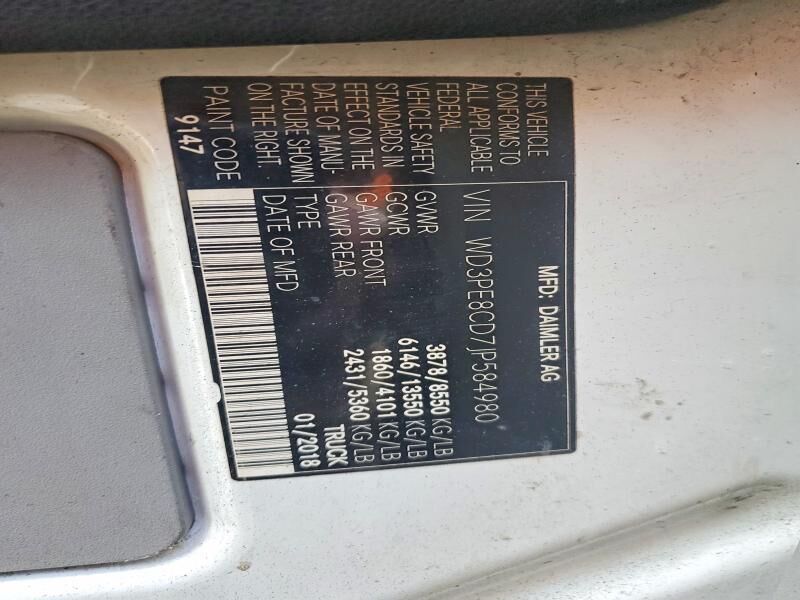 MFD: DAIMLER AG
VIN WD3PE8CD7JP584980
THIS VEHICLE
CONFORMS TO
ALL APPLICABLE
FEDERAL
VEHICLE SAFETY
STANDARDS IN
EFFECT ON THE
DATE OF MANU-
FACTURE SHOWN
ON THE RIGHT
PAINT CODE
9147
GVWR 3878/8550 KG/LB
GCWR 6146/13550 KG/LB
GAWR FRONT 1860/4101 KG/LB
GAWR REAR 2431/5360 KG/LB
TYPE TRUCK
DATE OF MFD 01/2018